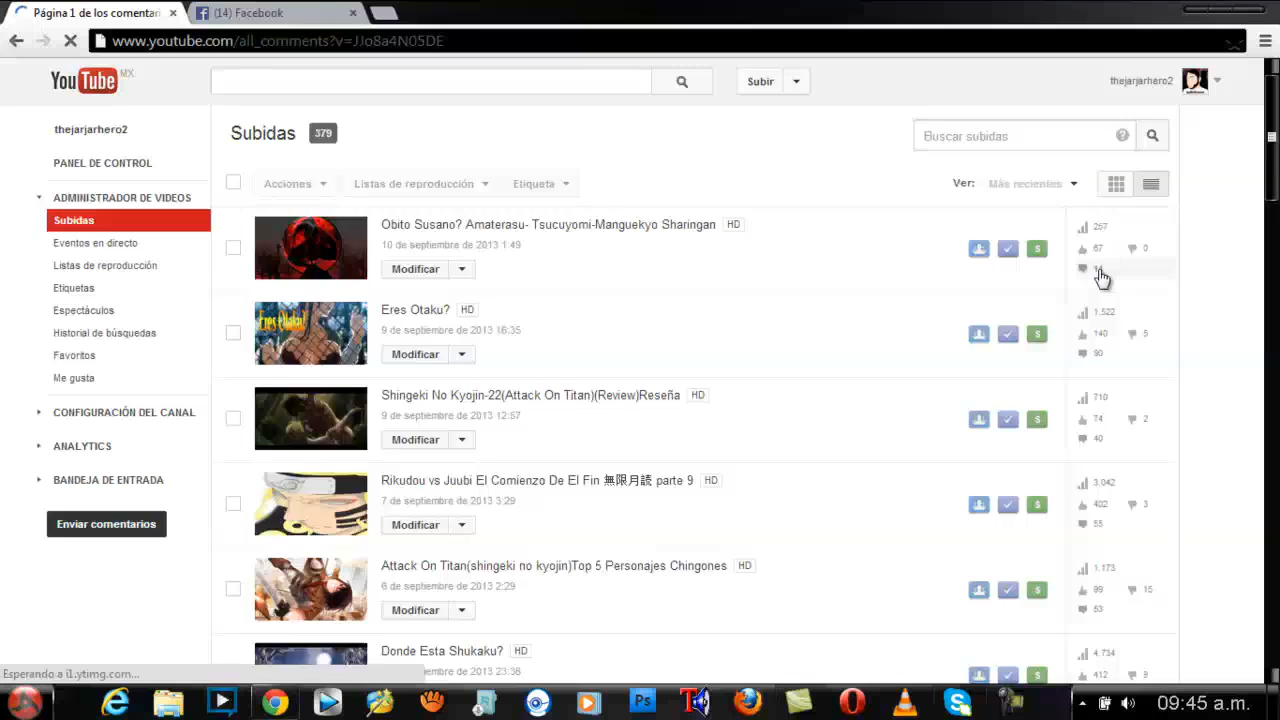 Página 1 de los comentari
(14) Facebook
www.youtube.com/all_comments?v=JJo8a4N05DE
YouTube MX
Subir
thejarjarhero2
thejarjarhero2
PANEL DE CONTROL
ADMINISTRADOR DE VIDEOS
Subidas
Eventos en directo
Listas de reproducción
Etiquetas
Espectáculos
Historial de búsquedas
Favoritos
Me gusta
CONFIGURACIÓN DEL CANAL
ANALYTICS
BANDEJA DE ENTRADA
Enviar comentarios
Subidas 379
Buscar subidas ?
Acciones
Listas de reproducción
Etiqueta
Ver: Más recientes
Obito Susano? Amaterasu- Tsucuyomi-Manguekyo Sharingan HD
10 de septiembre de 2013 1:49
Modificar
$
267
67 0
Eres Otaku!
Eres Otaku? HD
9 de septiembre de 2013 16:35
Modificar
$
1.522
140 5
90
Shingeki No Kyojin-22(Attack On Titan)(Review)Reseña HD
9 de septiembre de 2013 12:57
Modificar
$
710
74 2
40
Rikudou vs Juubi El Comienzo De El Fin 無限月読 parte 9 HD
7 de septiembre de 2013 3:29
Modificar
$
3.042
402 3
55
Attack On Titan(shingeki no kyojin)Top 5 Personajes Chingones HD
6 de septiembre de 2013 2:29
Modificar
$
1.173
99 15
53
Donde Esta Shukaku? HD
23:38
$
4.734
412 9
Esperando a i1.ytimg.com...
Ps
09:45 a.m.